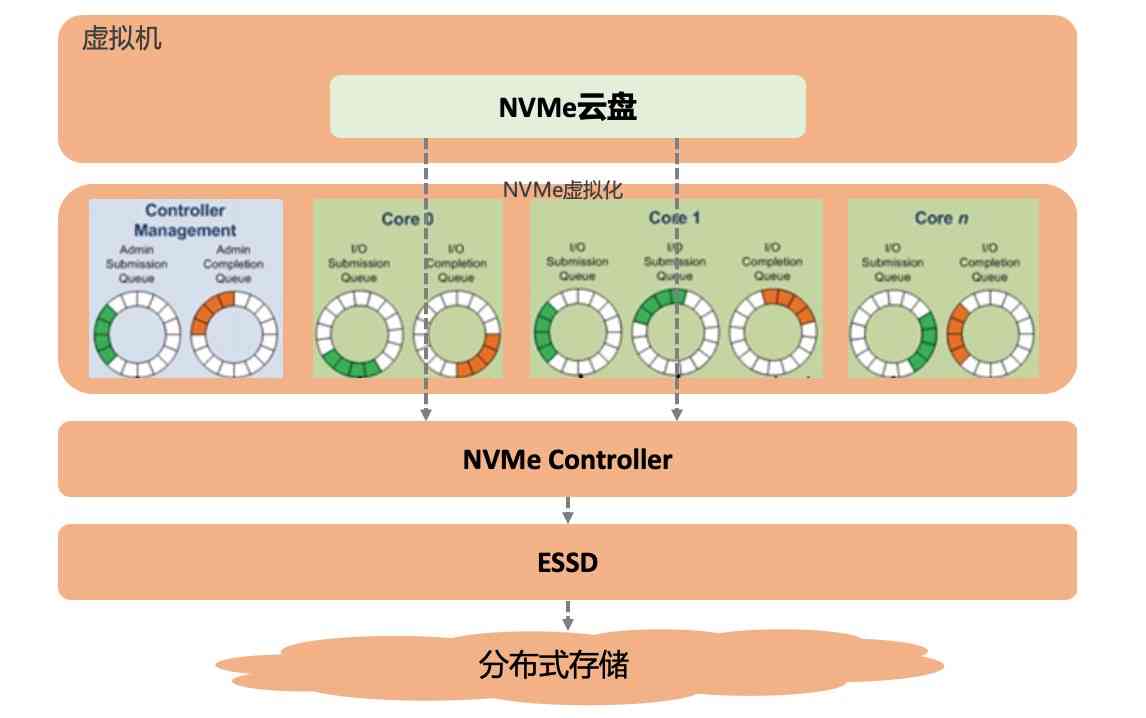 虚拟机
NVMe云盘
NVMe虚拟化
Controller
Management
Admin
Submission
Queue
Admin
Completion
Queue
Core 0
I/O
Submission
Queue
I/O
Completion
Queue
Core 1
I/O
Submission
Queue
I/O
Submission
Queue
I/O
Completion
Queue
Core n
I/O
Submission
Queue
I/O
Completion
Queue
NVMe Controller
ESSD
分布式存储